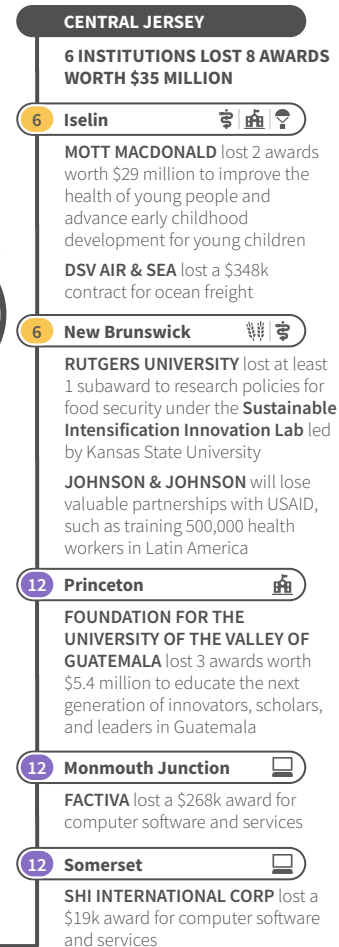 CENTRAL JERSEY
6 INSTITUTIONS LOST 8 AWARDS
WORTH $35 MILLION
6 Iselin
MOTT MACDONALD lost 2 awards
worth $29 million to improve the
health of young people and
advance early childhood
development for young children
DSV AIR & SEA lost a $348k
contract for ocean freight
6 New Brunswick
RUTGERS UNIVERSITY lost at least
1 subaward to research policies for
food security under the Sustainable
Intensification Innovation Lab led
by Kansas State University
JOHNSON & JOHNSON will lose
valuable partnerships with USAID,
such as training 500,000 health
workers in Latin America
12 Princeton
FOUNDATION FOR THE
UNIVERSITY OF THE VALLEY OF
GUATEMALA lost 3 awards worth
$5.4 million to educate the next
generation of innovators, scholars,
and leaders in Guatemala
12 Monmouth Junction
FACTIVA lost a $268k award for
computer software and services
12 Somerset
SHI INTERNATIONAL CORP lost a
$19k award for computer software
and services